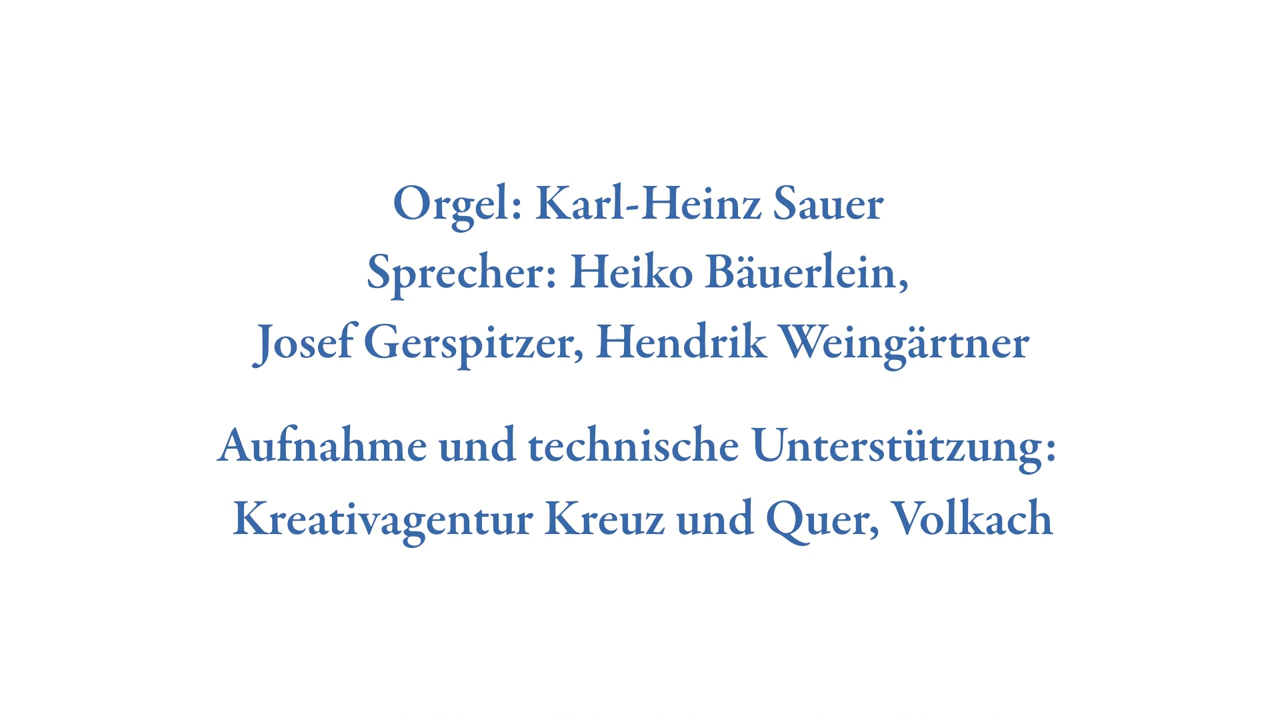 Orgel: Karl-Heinz Sauer
Sprecher: Heiko Bäuerlein,
Josef Gerspitzer, Hendrik Weingärtner
Aufnahme und technische Unterstützung:
Kreativagentur Kreuz und Quer, Volkach